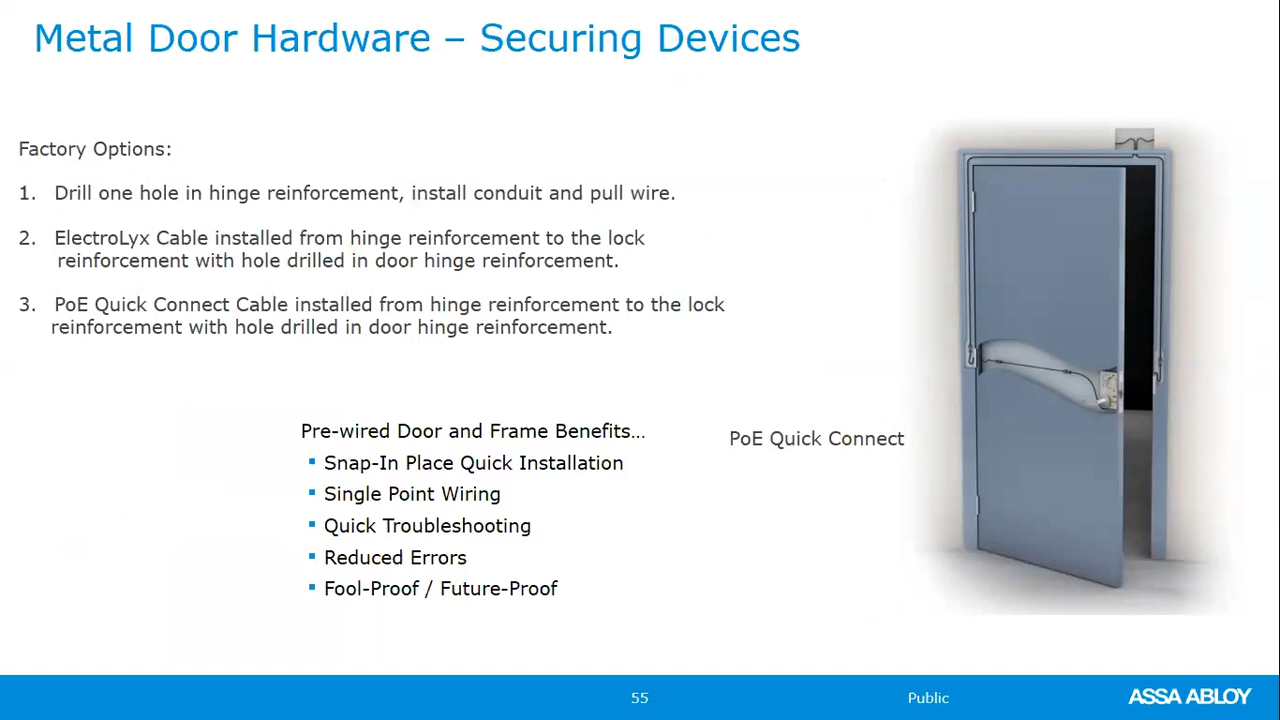 Metal Door Hardware – Securing Devices
Factory Options:
1. Drill one hole in hinge reinforcement, install conduit and pull wire.
2. ElectroLyx Cable installed from hinge reinforcement to the lock
reinforcement with hole drilled in door hinge reinforcement.
3. PoE Quick Connect Cable installed from hinge reinforcement to the lock
reinforcement with hole drilled in door hinge reinforcement.
Pre-wired Door and Frame Benefits…
▪ Snap-In Place Quick Installation
▪ Single Point Wiring
▪ Quick Troubleshooting
▪ Reduced Errors
▪ Fool-Proof / Future-Proof
PoE Quick Connect
55
Public
ASSA ABLOY